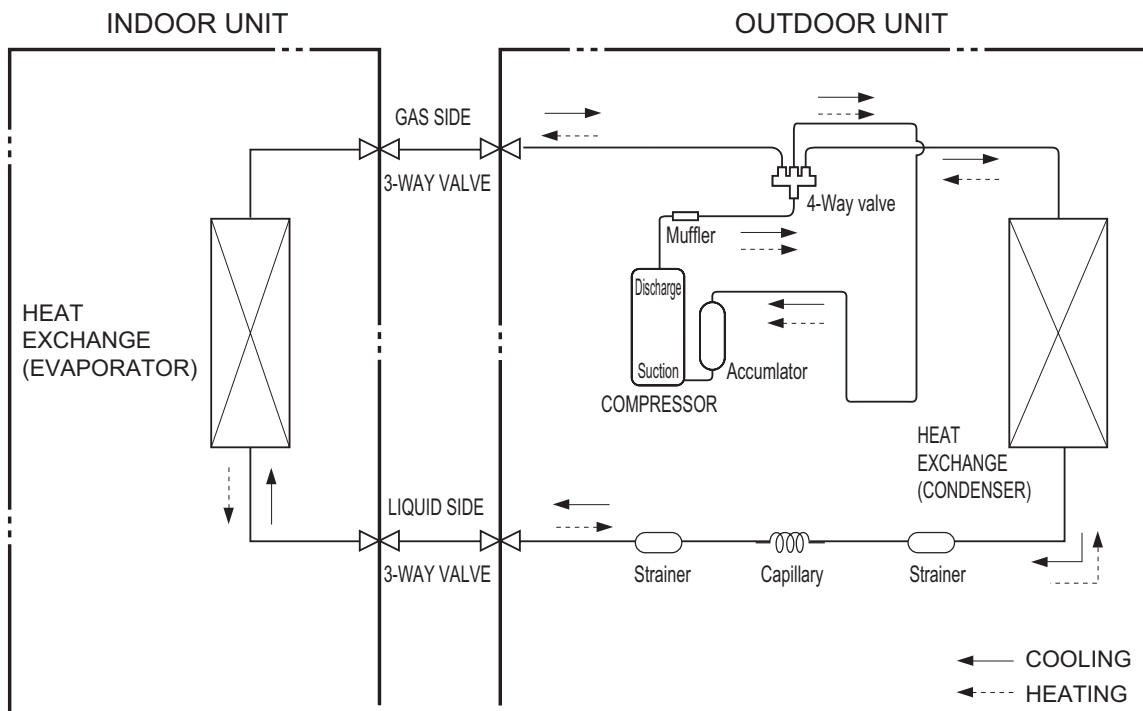 INDOOR UNIT
OUTDOOR UNIT
GAS SIDE
3-WAY VALVE
4-Way valve
Muffler
Discharge
Suction
Accumlator
COMPRESSOR
HEAT
EXCHANGE
(EVAPORATOR)
HEAT
EXCHANGE
(CONDENSER)
LIQUID SIDE
3-WAY VALVE
Strainer
Capillary
Strainer
COOLING
HEATING